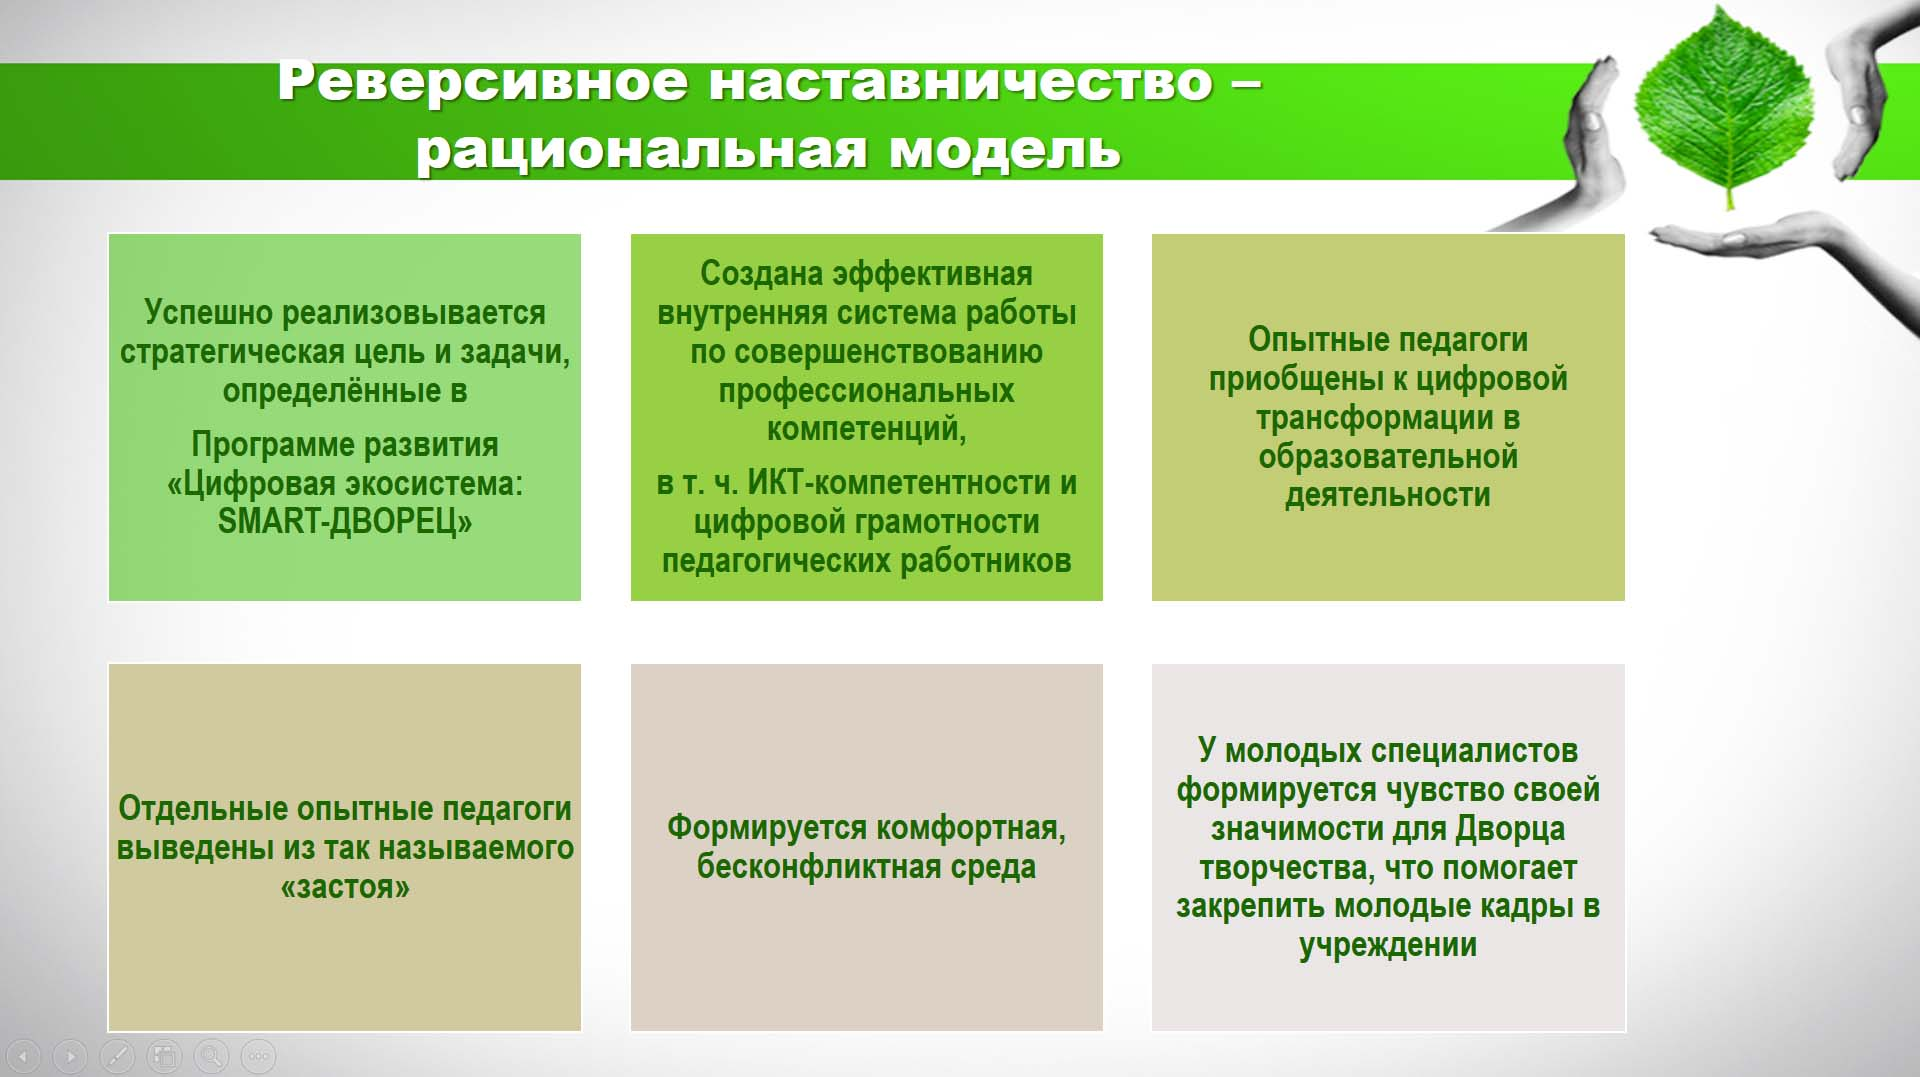 Реверсивное наставничество –
рациональная модель
Успешно реализовывается
стратегическая цель и задачи,
определённые в
Программе развития
«Цифровая экосистема:
SMART-ДВОРЕЦ»
Создана эффективная
внутренняя система работы
по совершенствованию
профессиональных
компетенций,
в т. ч. ИКТ-компетентности и
цифровой грамотности
педагогических работников
Опытные педагоги
приобщены к цифровой
трансформации в
образовательной
деятельности
Отдельные опытные педагоги
выведены из так называемого
«застоя»
Формируется комфортная,
бесконфликтная среда
У молодых специалистов
формируется чувство своей
значимости для Дворца
творчества, что помогает
закрепить молодые кадры в
учреждении